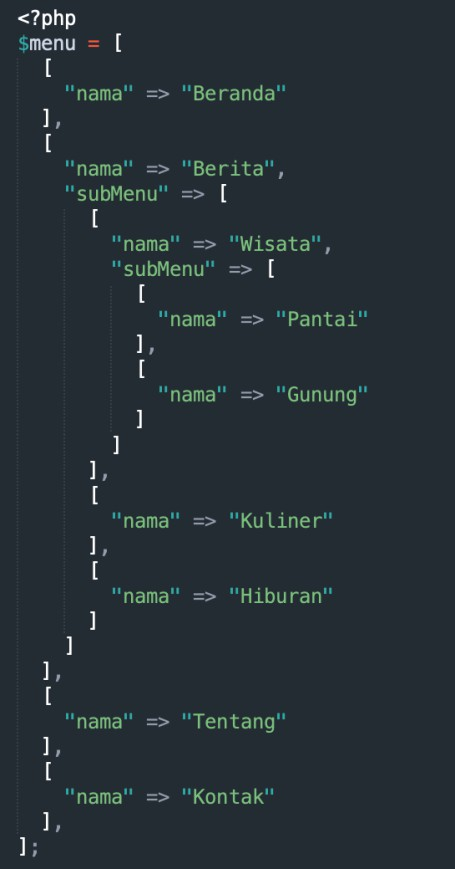 <?php
$menu = [
  [
    "nama" => "Beranda"
  ],
  [
    "nama" => "Berita",
    "subMenu" => [
      [
        "nama" => "Wisata",
        "subMenu" => [
          [
            "nama" => "Pantai"
          ],
          [
            "nama" => "Gunung"
          ]
        ]
      ],
      [
        "nama" => "Kuliner"
      ],
      [
        "nama" => "Hiburan"
      ]
    ]
  ],
  [
    "nama" => "Tentang"
  ],
  [
    "nama" => "Kontak"
  ],
];